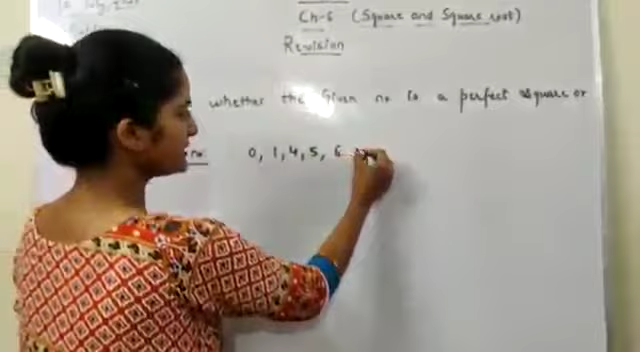 Ch-6 (Square and Square root)
Revision
whether the Given no is a perfect square or
no: 0, 1, 4, 5, 6